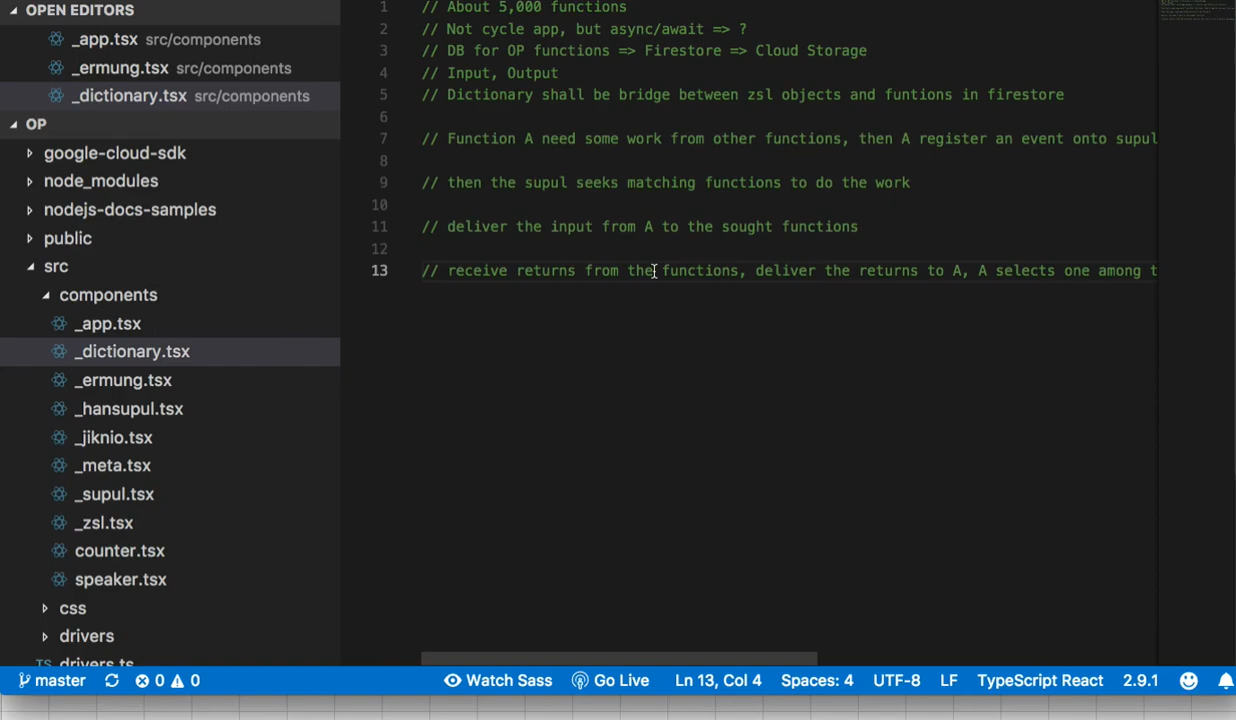 OPEN EDITORS
_app.tsx src/components
_ermung.tsx src/components
_dictionary.tsx src/components
OP
google-cloud-sdk
node_modules
nodejs-docs-samples
public
src
components
_app.tsx
_dictionary.tsx
_ermung.tsx
_hansupul.tsx
_jiknio.tsx
_meta.tsx
_supul.tsx
_zsl.tsx
counter.tsx
speaker.tsx
css
drivers
TS drivers.ts
1 // About 5,000 functions
2 // Not cycle app, but async/await => ?
3 // DB for OP functions => Firestore => Cloud Storage
4 // Input, Output
5 // Dictionary shall be bridge between zsl objects and funtions in firestore
6
7 // Function A need some work from other functions, then A register an event onto supul
8
9 // then the supul seeks matching functions to do the work
10
11 // deliver the input from A to the sought functions
12
13 // receive returns from the functions, deliver the returns to A, A selects one among t
master 0 0 Watch Sass Go Live Ln 13, Col 4 Spaces: 4 UTF-8 LF TypeScript React 2.9.1